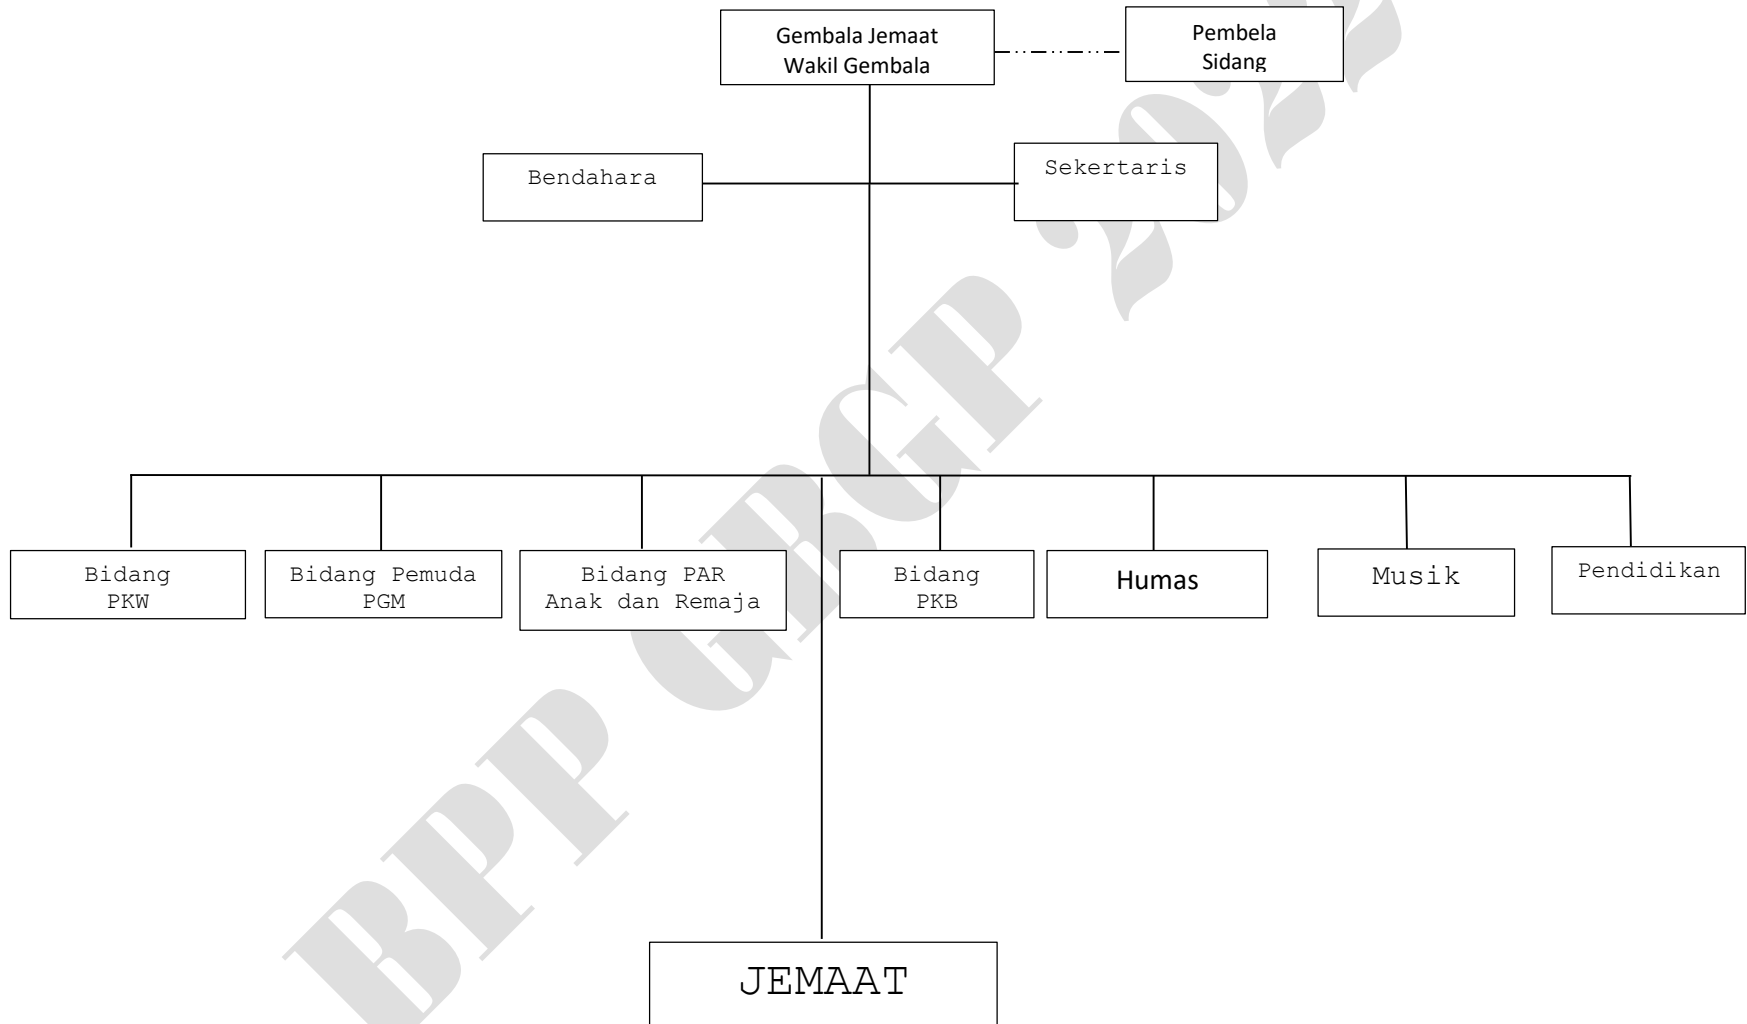 Gembala Jemaat
Wakil Gembala
Pembela
Sidang
Bendahara
Sekertaris
Bidang
PKW
Bidang Pemuda
PGM
Bidang PAR
Anak dan Remaja
Bidang
PKB
Humas
Musik
Pendidikan
JEMAAT
BPP GBGP 2022